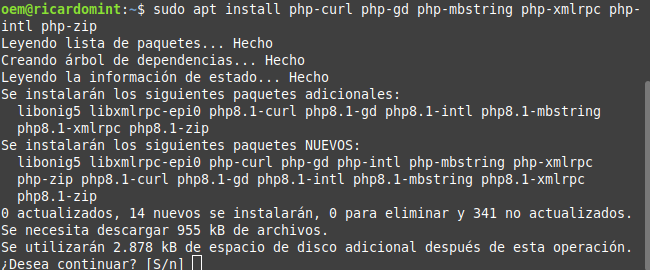 oem@ricardomint:~$ sudo apt install php-curl php-gd php-mbstring php-xmlrpc php-
intl php-zip
Leyendo lista de paquetes... Hecho
Creando árbol de dependencias... Hecho
Leyendo la información de estado... Hecho
Se instalarán los siguientes paquetes adicionales:
  libonig5 libxmlrpc-epi0 php8.1-curl php8.1-gd php8.1-intl php8.1-mbstring
  php8.1-xmlrpc php8.1-zip
Se instalarán los siguientes paquetes NUEVOS:
  libonig5 libxmlrpc-epi0 php-curl php-gd php-intl php-mbstring php-xmlrpc
  php-zip php8.1-curl php8.1-gd php8.1-intl php8.1-mbstring php8.1-xmlrpc
  php8.1-zip
0 actualizados, 14 nuevos se instalarán, 0 para eliminar y 341 no actualizados.
Se necesita descargar 955 kB de archivos.
Se utilizarán 2.878 kB de espacio de disco adicional después de esta operación.
¿Desea continuar? [S/n]